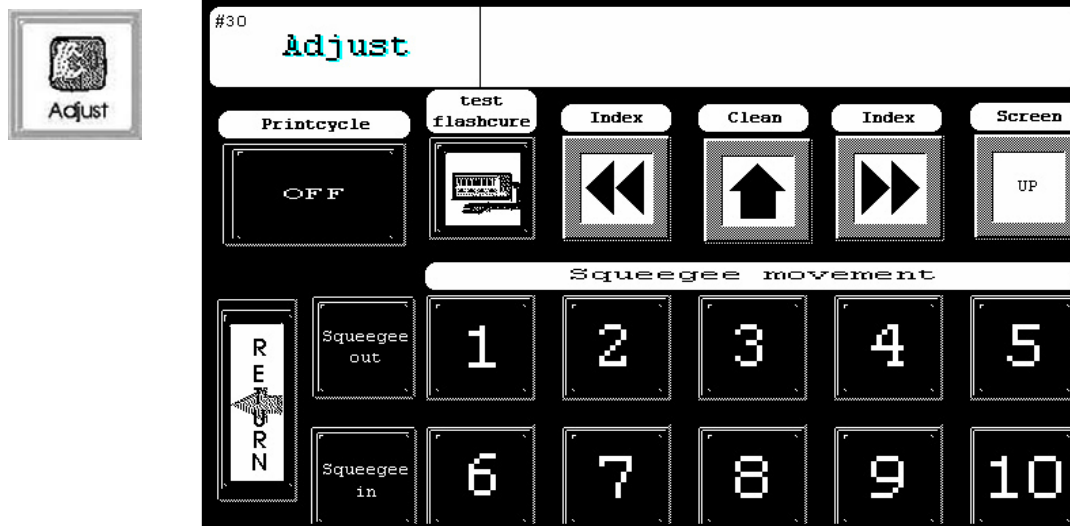 Adjust
#30
Adjust
Printcycle
test
flashcure
Index
Clean
Index
Screen
OFF
UP
Squeegee movement
RETURN
Squeegee
out
1
2
3
4
5
Squeegee
in
6
7
8
9
10